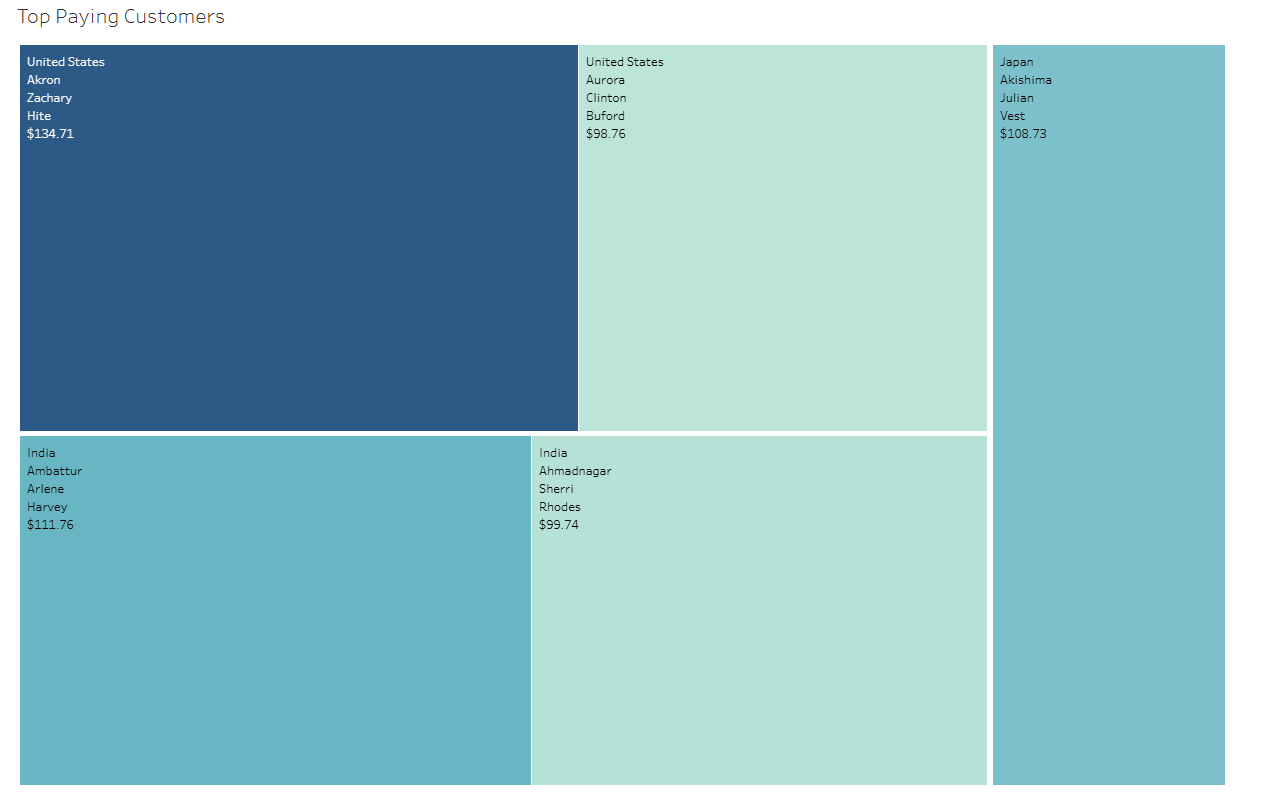 Top Paying Customers
United States
Akron
Zachary
Hite
$134.71
United States
Aurora
Clinton
Buford
$98.76
Japan
Akishima
Julian
Vest
$108.73
India
Ambattur
Arlene
Harvey
$111.76
India
Ahmadnagar
Sherri
Rhodes
$99.74